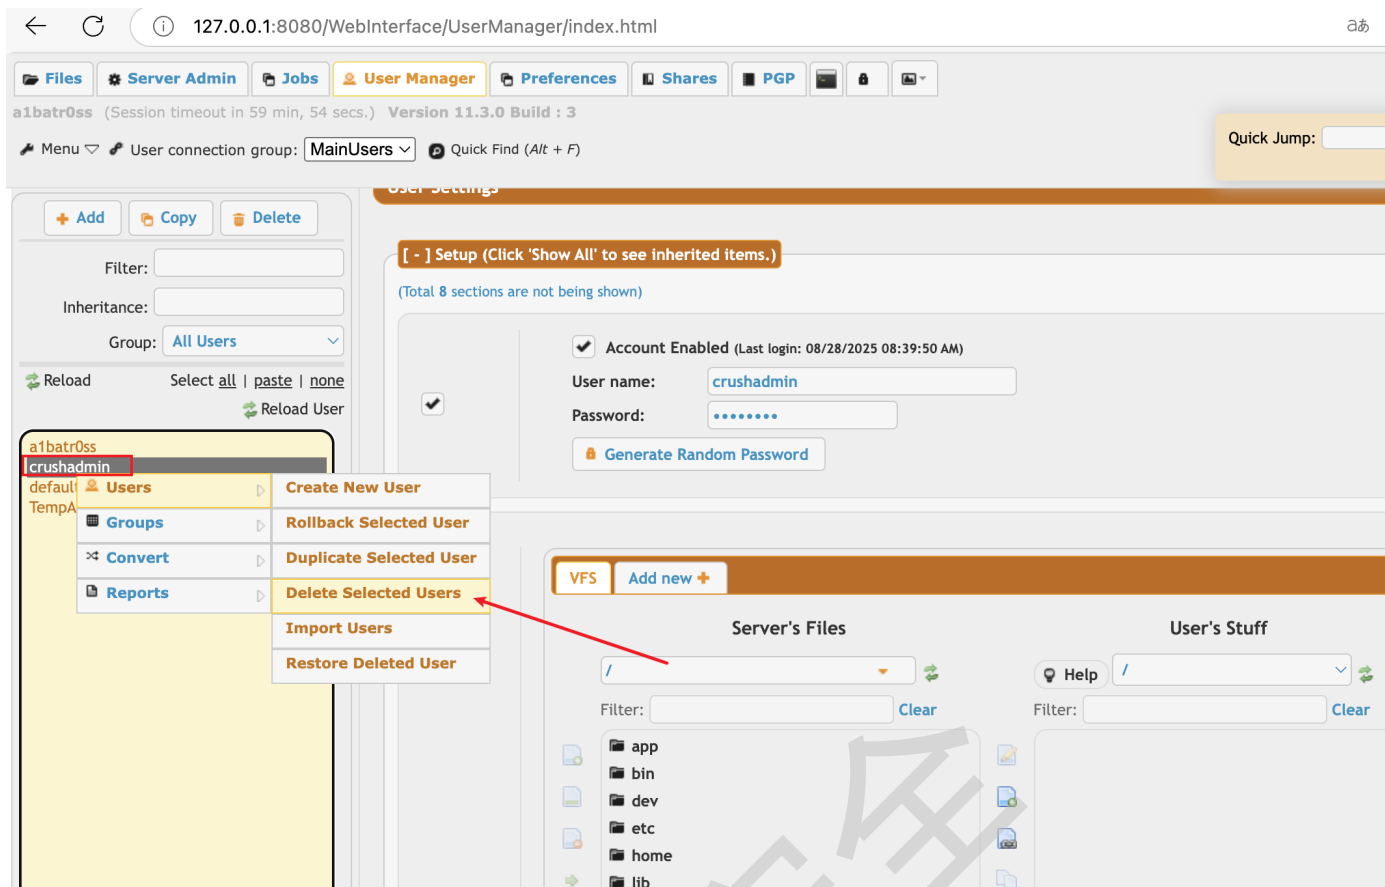 127.0.0.1:8080/WebInterface/UserManager/index.html
aあ
Files
Server Admin
Jobs
User Manager
Preferences
Shares
PGP
a1batr0ss (Session timeout in 59 min, 54 secs.) Version 11.3.0 Build : 3
Menu
User connection group: MainUsers
Quick Find (Alt + F)
Quick Jump:
User Settings
Add
Copy
Delete
Filter:
Inheritance:
Group: All Users
Reload
Select all | paste | none
Reload User
a1batr0ss
crushadmin
default
TempA
Users
Groups
Convert
Reports
Create New User
Rollback Selected User
Duplicate Selected User
Delete Selected Users
Import Users
Restore Deleted User
[ - ] Setup (Click 'Show All' to see inherited items.)
(Total 8 sections are not being shown)
Account Enabled (Last login: 08/28/2025 08:39:50 AM)
User name: crushadmin
Password: ••••••••
Generate Random Password
VFS
Add new
Server's Files
/
Filter:
Clear
app
bin
dev
etc
home
lib
User's Stuff
Help
/
Filter:
Clear
全